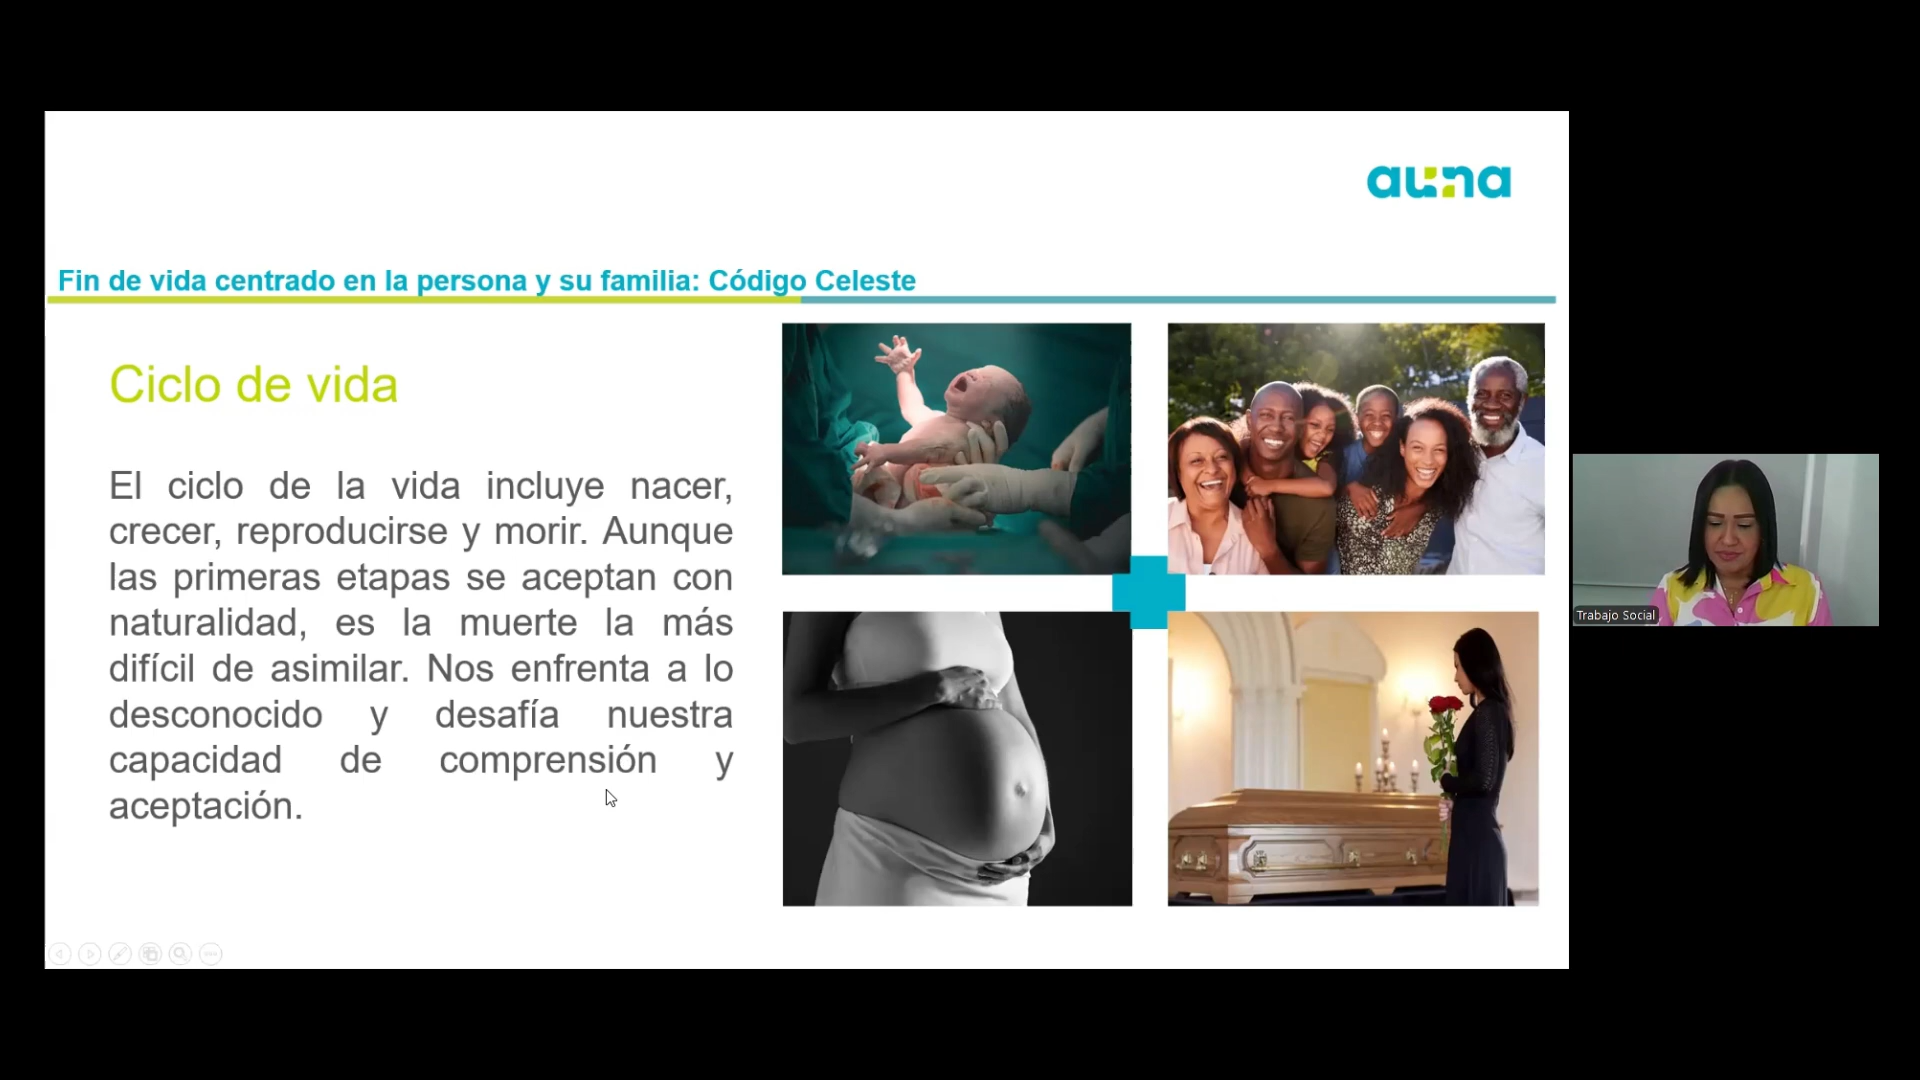 auna
Fin de vida centrado en la persona y su familia: Código Celeste
Ciclo de vida
El ciclo de la vida incluye nacer,
crecer, reproducirse y morir. Aunque
las primeras etapas se aceptan con
naturalidad, es la muerte la más
difícil de asimilar. Nos enfrenta a lo
desconocido y desafía nuestra
capacidad de comprensión y
aceptación.
Trabajo Social